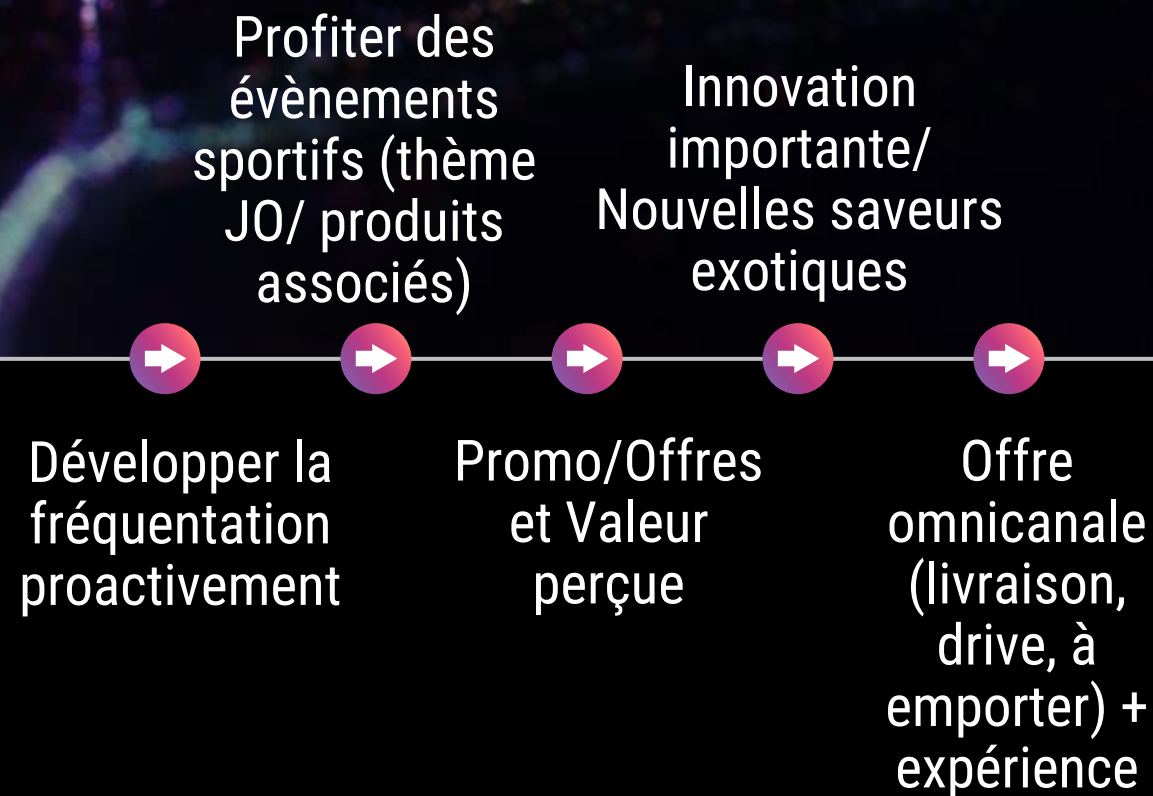 Profiter des
évènements
sportifs (thème
JO/ produits
associés)
Innovation
importante/
Nouvelles saveurs
exotiques
Développer la
fréquentation
proactivement
Promo/Offres
et Valeur
perçue
Offre
omnicanale
(livraison,
drive, à
emporter) +
expérience